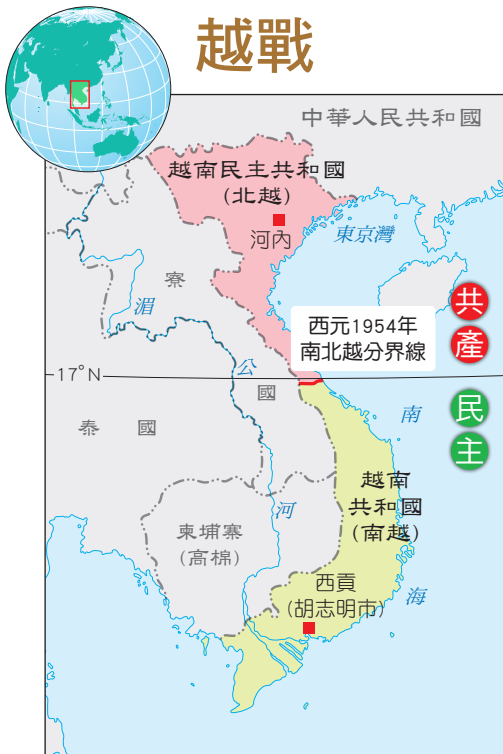 越戰
中華人民共和國
越南民主共和國
(北越)
河內
東京灣
寮
湄
西元1954年
南北越分界線
共
產
17°N
公
國
民
主
泰 國
南
越南
共和國
(南越)
河
柬埔寨
(高棉)
西貢
(胡志明市)
海